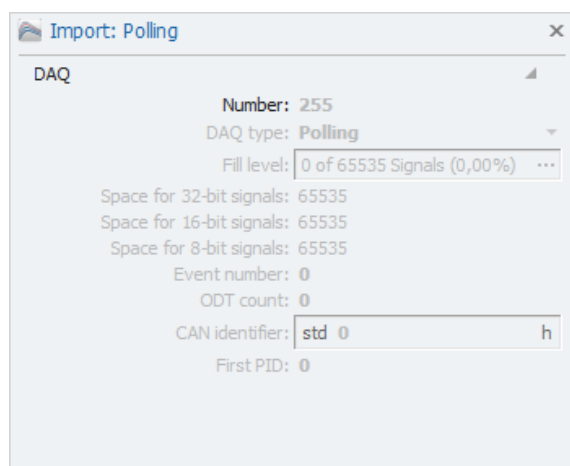 Import: Polling
DAQ
Number: 255
DAQ type: Polling
Fill level: 0 of 65535 Signals (0,00%) ...
Space for 32-bit signals: 65535
Space for 16-bit signals: 65535
Space for 8-bit signals: 65535
Event number: 0
ODT count: 0
CAN identifier: std 0 h
First PID: 0